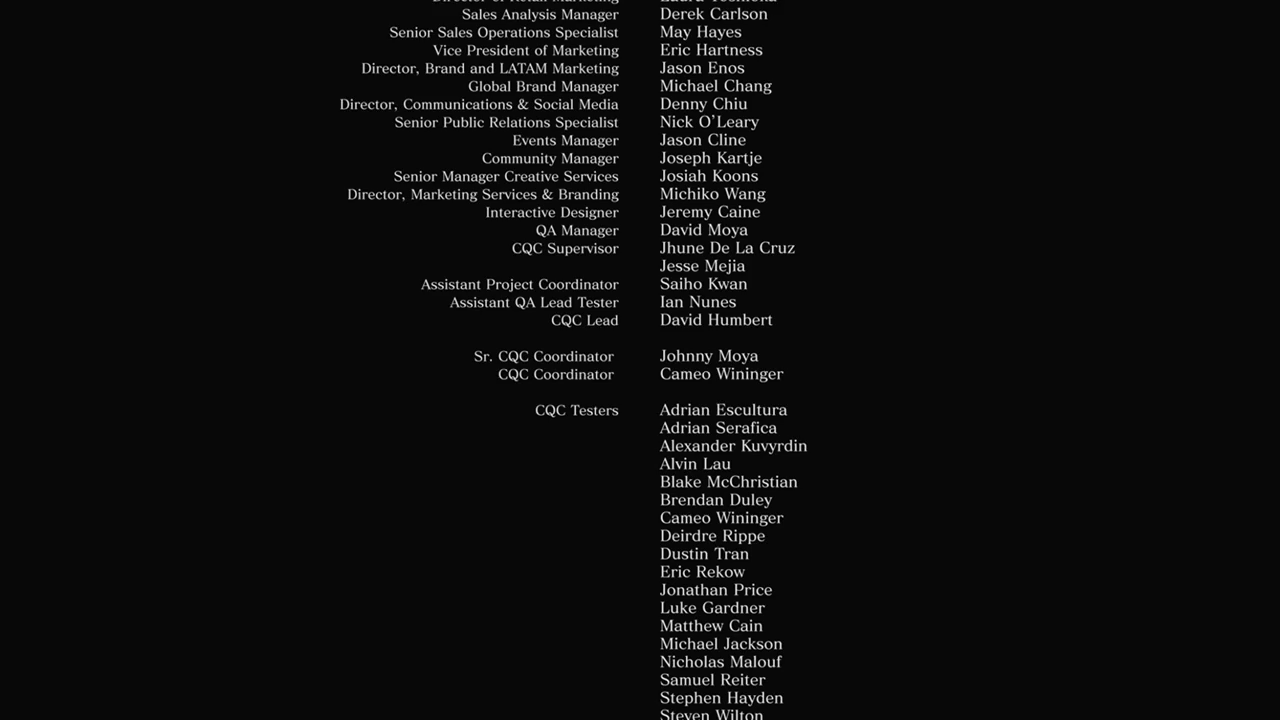 Sales Analysis Manager Derek Carlson
Senior Sales Operations Specialist May Hayes
Vice President of Marketing Eric Hartness
Director, Brand and LATAM Marketing Jason Enos
Global Brand Manager Michael Chang
Director, Communications & Social Media Denny Chiu
Senior Public Relations Specialist Nick O’Leary
Events Manager Jason Cline
Community Manager Joseph Kartje
Senior Manager Creative Services Josiah Koons
Director, Marketing Services & Branding Michiko Wang
Interactive Designer Jeremy Caine
QA Manager David Moya
CQC Supervisor Jhune De La Cruz
Jesse Mejia
Assistant Project Coordinator Saiho Kwan
Assistant QA Lead Tester Ian Nunes
CQC Lead David Humbert
Sr. CQC Coordinator Johnny Moya
CQC Coordinator Cameo Wininger
CQC Testers Adrian Escultura
Adrian Serafica
Alexander Kuvyrdin
Alvin Lau
Blake McChristian
Brendan Duley
Cameo Wininger
Deirdre Rippe
Dustin Tran
Eric Rekow
Jonathan Price
Luke Gardner
Matthew Cain
Michael Jackson
Nicholas Malouf
Samuel Reiter
Stephen Hayden
Steven Wilton